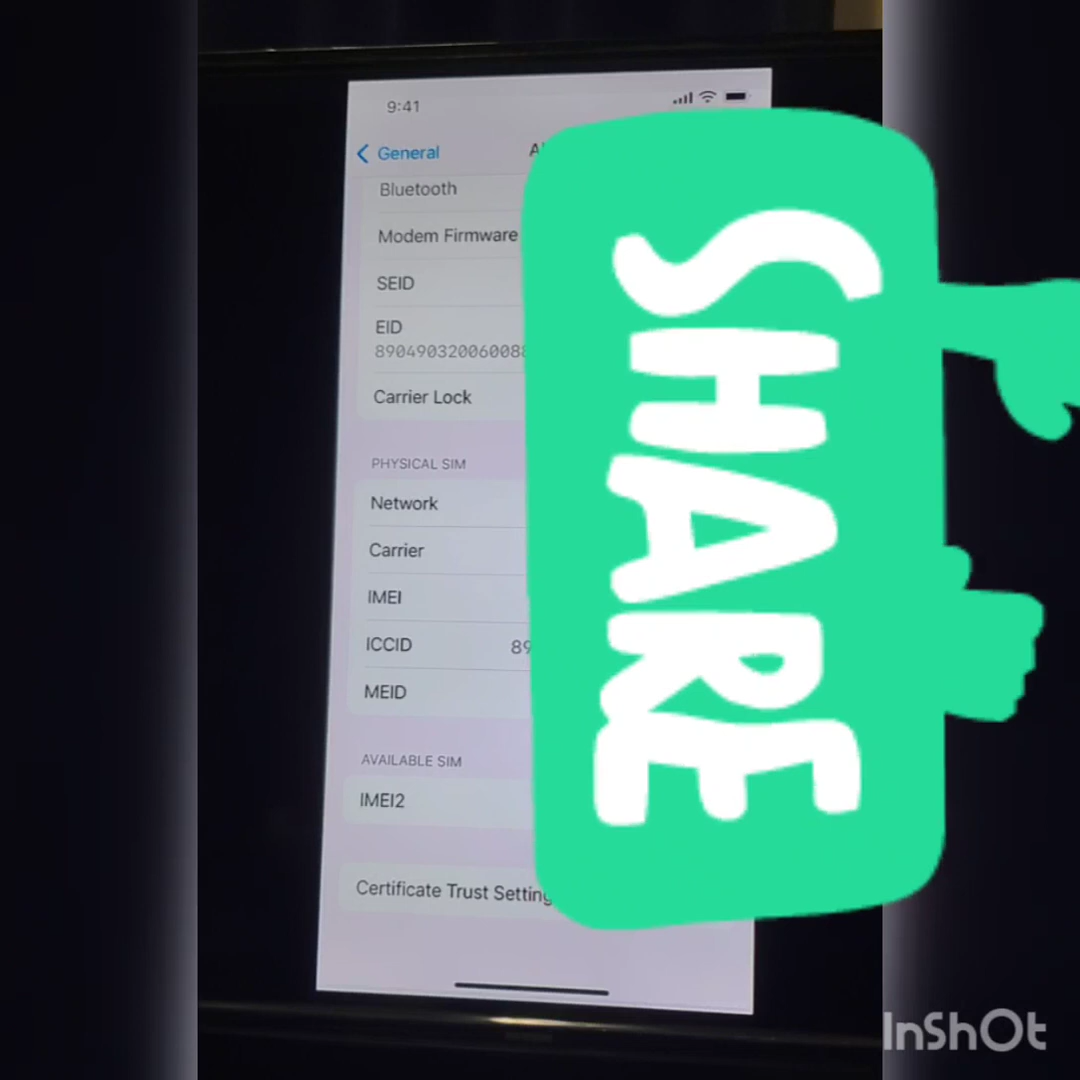 9:41
General
Bluetooth
Modem Firmware
SEID
EID
Carrier Lock
PHYSICAL SIM
Network
Carrier
IMEI
ICCID 89
MEID
AVAILABLE SIM
IMEI2
Certificate Trust Setting
SHARE
InShOt